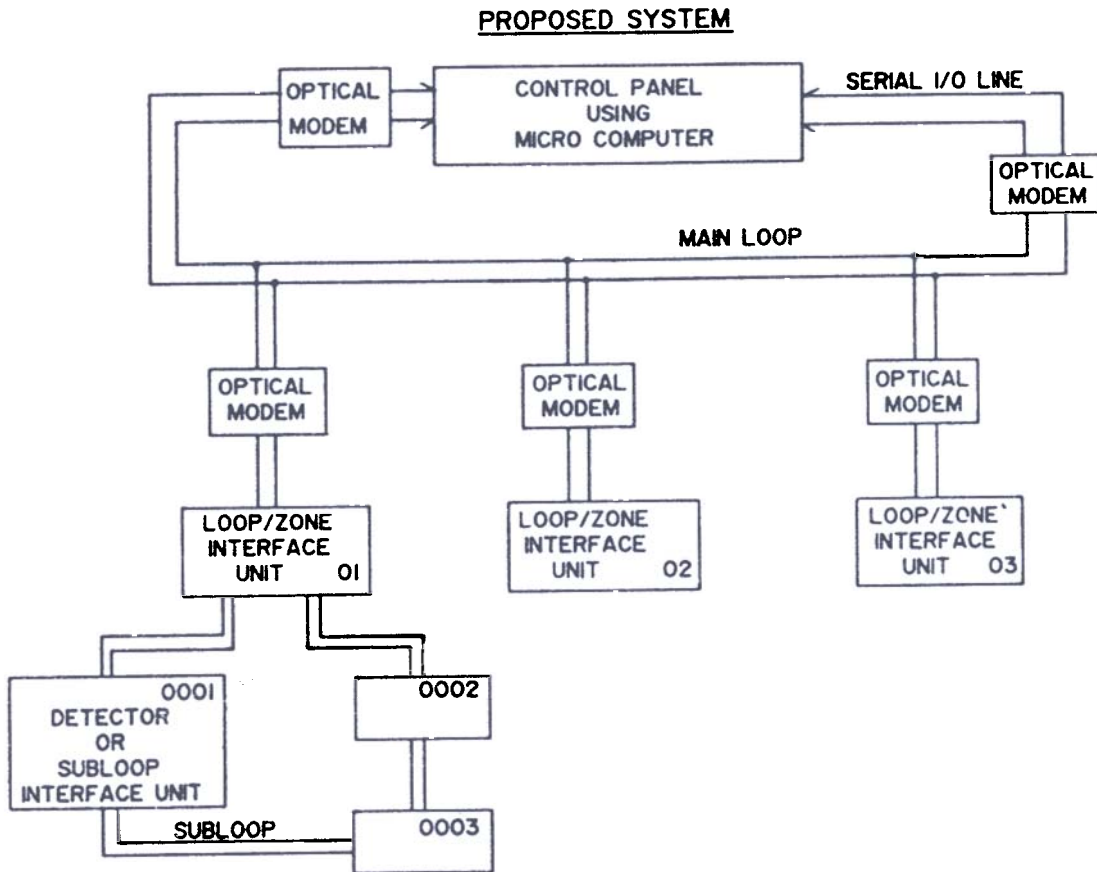 PROPOSED SYSTEM
OPTICAL
MODEM
CONTROL PANEL
USING
MICRO COMPUTER
SERIAL I/O LINE
OPTICAL
MODEM
MAIN LOOP
OPTICAL
MODEM
OPTICAL
MODEM
OPTICAL
MODEM
LOOP/ZONE
INTERFACE
UNIT 01
LOOP/ZONE
INTERFACE
UNIT 02
LOOP/ZONE
INTERFACE
UNIT 03
0001
DETECTOR
OR
SUBLOOP
INTERFACE UNIT
0002
SUBLOOP
0003